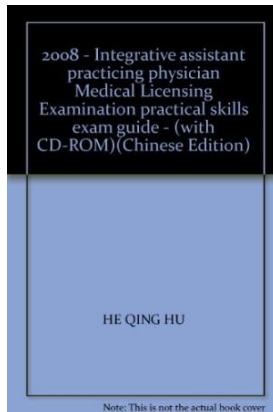 2008 - Integrative assistant
practicing physician
Medical Licensing
Examination practical skills
exam guide - (with
CD-ROM)(Chinese Edition)
HE QING HU
Note: This is not the actual book cover